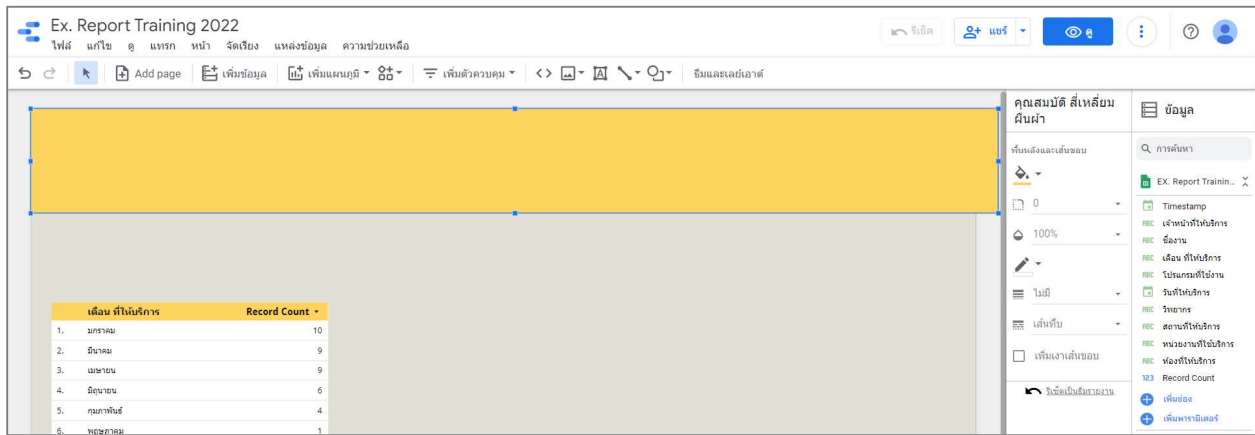 Ex. Report Training 2022
ไฟล์ แก้ไข ดู แทรก หน้า จัดเรียง แหล่งข้อมูล ความช่วยเหลือ
รีเซ็ต
แชร์
ดู
Add page
เพิ่มข้อมูล
เพิ่มแผนภูมิ
เพิ่มตัวควบคุม
ธีมและเลย์เอาต์
เดือน ที่ให้บริการ Record Count
1. มกราคม 10
2. มีนาคม 9
3. เมษายน 9
4. มิถุนายน 6
5. กุมภาพันธ์ 4
6. พฤษภาคม 1
คุณสมบัติ สี่เหลี่ยม
ผืนผ้า
พื้นหลังและเส้นขอบ
0
100%
ไม่มี
เส้นทึบ
เพิ่มเงาเส้นขอบ
รีเซ็ตเป็นธีมรายงาน
ข้อมูล
การค้นหา
EX. Report Trainin...
Timestamp
ABC เจ้าหน้าที่ให้บริการ
ABC ชื่องาน
ABC เดือน ที่ให้บริการ
ABC โปรแกรมที่ใช้งาน
วันที่ให้บริการ
ABC วิทยากร
ABC สถานที่ให้บริการ
ABC หน่วยงานที่ใช้บริการ
ABC ห้องที่ให้บริการ
123 Record Count
เพิ่มช่อง
เพิ่มพารามิเตอร์